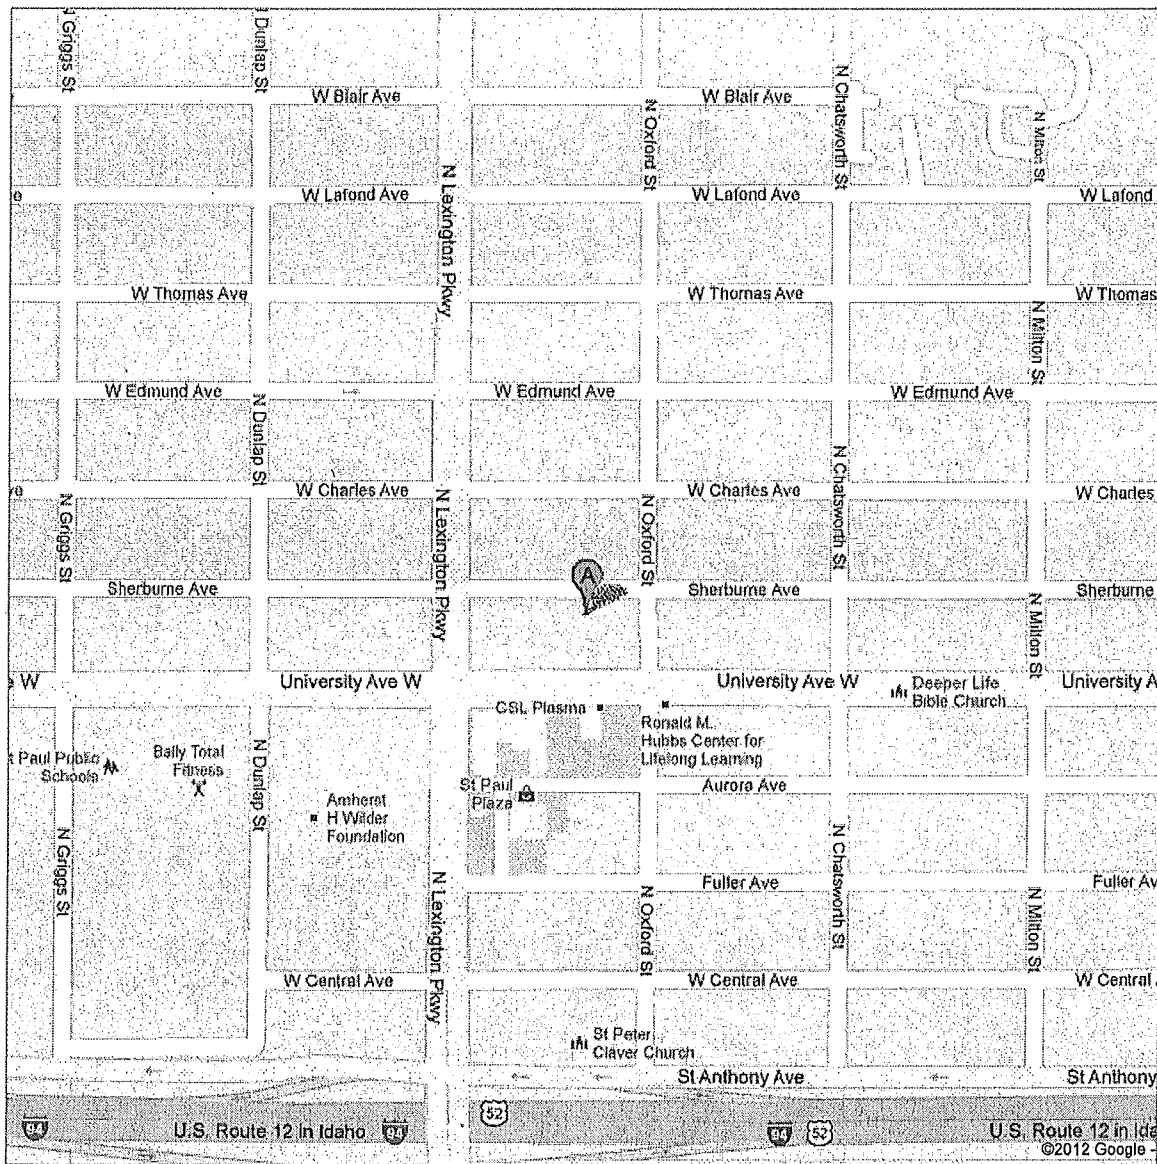 N Griggs St
N Dunlap St
W Blair Ave
W Blair Ave
N Chatsworth St
N Oxford St
N Milton St
N Lexington Pkwy
e
W Lafond Ave
W Lafond Ave
W Lafond
W Thomas Ave
W Thomas Ave
W Thomas
N Milton St
W Edmund Ave
W Edmund Ave
W Edmund Ave
N Dunlap St
N Chatsworth St
ve
W Charles Ave
W Charles Ave
W Charles
N Griggs St
N Lexington Pkwy
N Oxford St
A
Sherburne Ave
Sherburne Ave
Sherburne
N Milton St
e W
University Ave W
University Ave W
University A
Deeper Life
Bible Church
CSL Plasma
Ronald M.
Hubbs Center for
Lifelong Learning
t Paul Public
Schools
Bally Total
Fitness
N Dunlap St
St Paul
Plaza
Aurora Ave
Amherst
H Wilder
Foundation
N Griggs St
N Chatsworth St
Fuller Ave
Fuller Av
N Lexington Pkwy
N Oxford St
N Milton St
W Central Ave
W Central Ave
W Central
St Peter
Claver Church
St Anthony Ave
St Anthony
94
U.S. Route 12 in Idaho
94
52
94
52
U.S. Route 12 in Ida
©2012 Google -